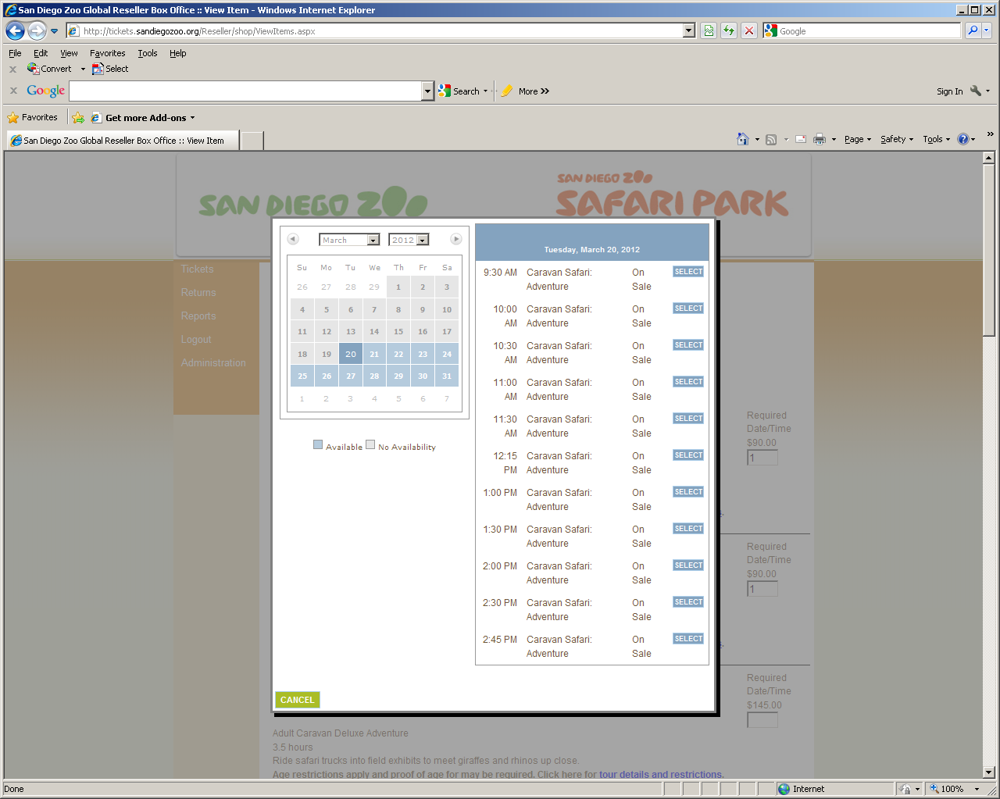 San Diego Zoo Global Reseller Box Office :: View Item - Windows Internet Explorer
http://tickets.sandiegozoo.org/Reseller/shop/ViewItems.aspx
Google
File Edit View Favorites Tools Help
x Convert Select
x Google Search More »
Sign In
Favorites Get more Add-ons
San Diego Zoo Global Reseller Box Office :: View Item
Page Safety Tools »
SAN DIEGO ZOO
SAN DIEGO ZOO
SAFARI PARK
Tickets
Returns
Reports
Logout
Administration
March 2012
Su Mo Tu We Th Fr Sa
26 27 28 29 1 2 3
4 5 6 7 8 9 10
11 12 13 14 15 16 17
18 19 20 21 22 23 24
25 26 27 28 29 30 31
1 2 3 4 5 6 7
Available No Availability
Tuesday, March 20, 2012
9:30 AM Caravan Safari: On SELECT
Adventure Sale
10:00 Caravan Safari: On SELECT
AM Adventure Sale
10:30 Caravan Safari: On SELECT
AM Adventure Sale
11:00 Caravan Safari: On SELECT
AM Adventure Sale
11:30 Caravan Safari: On SELECT
AM Adventure Sale
12:15 Caravan Safari: On SELECT
PM Adventure Sale
1:00 PM Caravan Safari: On SELECT
Adventure Sale
1:30 PM Caravan Safari: On SELECT
Adventure Sale
2:00 PM Caravan Safari: On SELECT
Adventure Sale
2:30 PM Caravan Safari: On SELECT
Adventure Sale
2:45 PM Caravan Safari: On SELECT
Adventure Sale
CANCEL
Required
Date/Time
$90.00
1
Required
Date/Time
$90.00
1
Required
Date/Time
$145.00
Adult Caravan Deluxe Adventure
3.5 hours
Ride safari trucks into field exhibits to meet giraffes and rhinos up close.
Age restrictions apply and proof of age for may be required. Click here for tour details and restrictions.
Done
Internet
100%